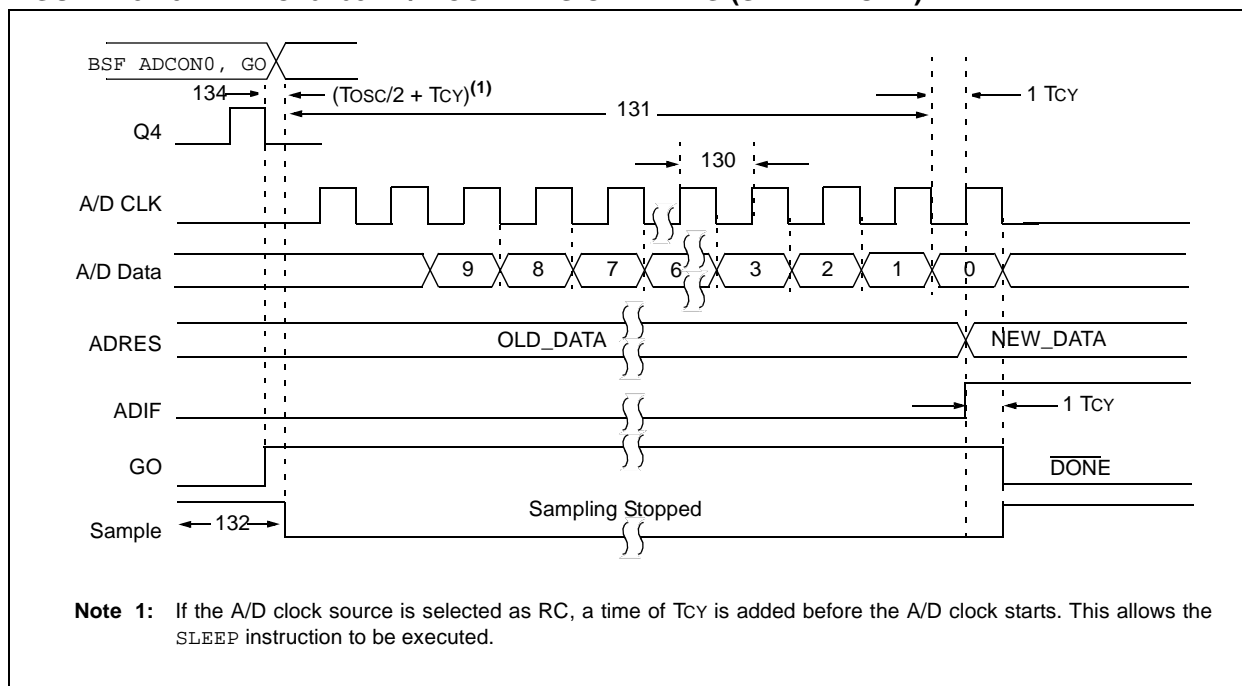 BSF ADCON0, GO
134 (TOSC/2 + TCY)(1) 131 1 TCY
Q4
130
A/D CLK
A/D Data 9 8 7 6 3 2 1 0
ADRES OLD_DATA NEW_DATA
ADIF 1 TCY
GO DONE
Sample 132 Sampling Stopped
Note 1: If the A/D clock source is selected as RC, a time of TCY is added before the A/D clock starts. This allows the
SLEEP instruction to be executed.